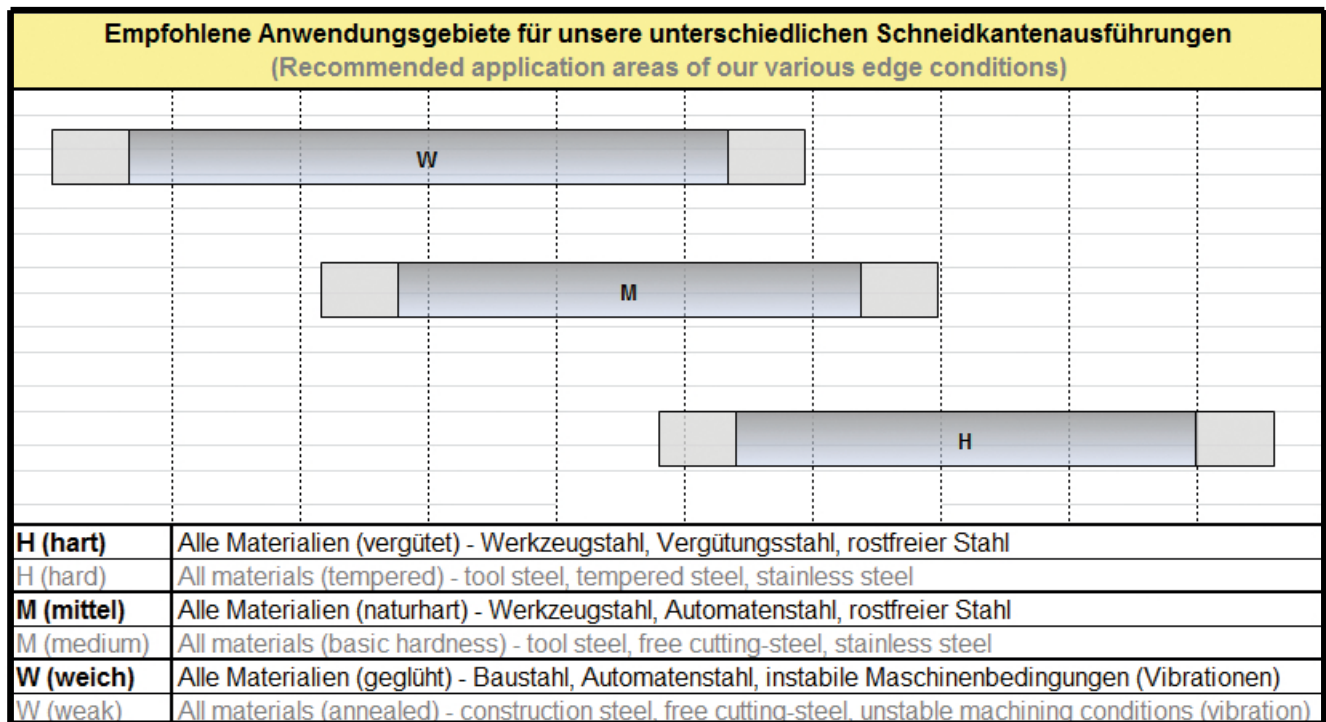 Empfohlene Anwendungsgebiete für unsere unterschiedlichen Schneidkantenausführungen
(Recommended application areas of our various edge conditions)
W
M
H
H (hart) Alle Materialien (vergütet) - Werkzeugstahl, Vergütungsstahl, rostfreier Stahl
H (hard) All materials (tempered) - tool steel, tempered steel, stainless steel
M (mittel) Alle Materialien (naturhart) - Werkzeugstahl, Automatenstahl, rostfreier Stahl
M (medium) All materials (basic hardness) - tool steel, free cutting-steel, stainless steel
W (weich) Alle Materialien (geglüht) - Baustahl, Automatenstahl, instabile Maschinenbedingungen (Vibrationen)
W (weak) All materials (annealed) - construction steel, free cutting-steel, unstable machining conditions (vibration)